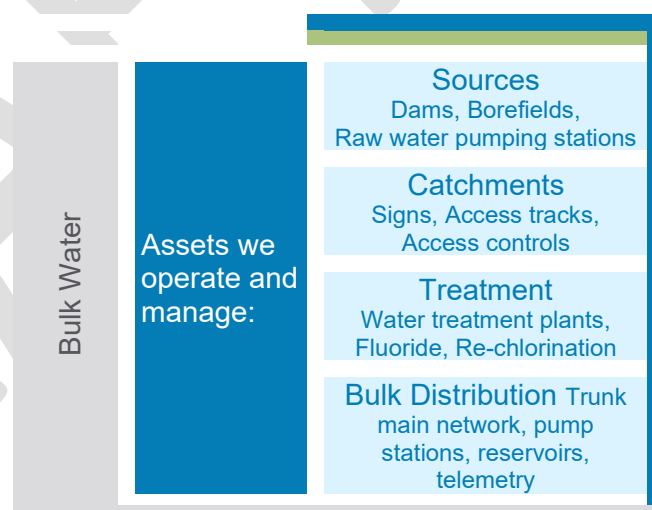 Bulk Water
Assets we
operate and
manage:
Sources
Dams, Borefields,
Raw water pumping stations
Catchments
Signs, Access tracks,
Access controls
Treatment
Water treatment plants,
Fluoride, Re-chlorination
Bulk Distribution Trunk
main network, pump
stations, reservoirs,
telemetry